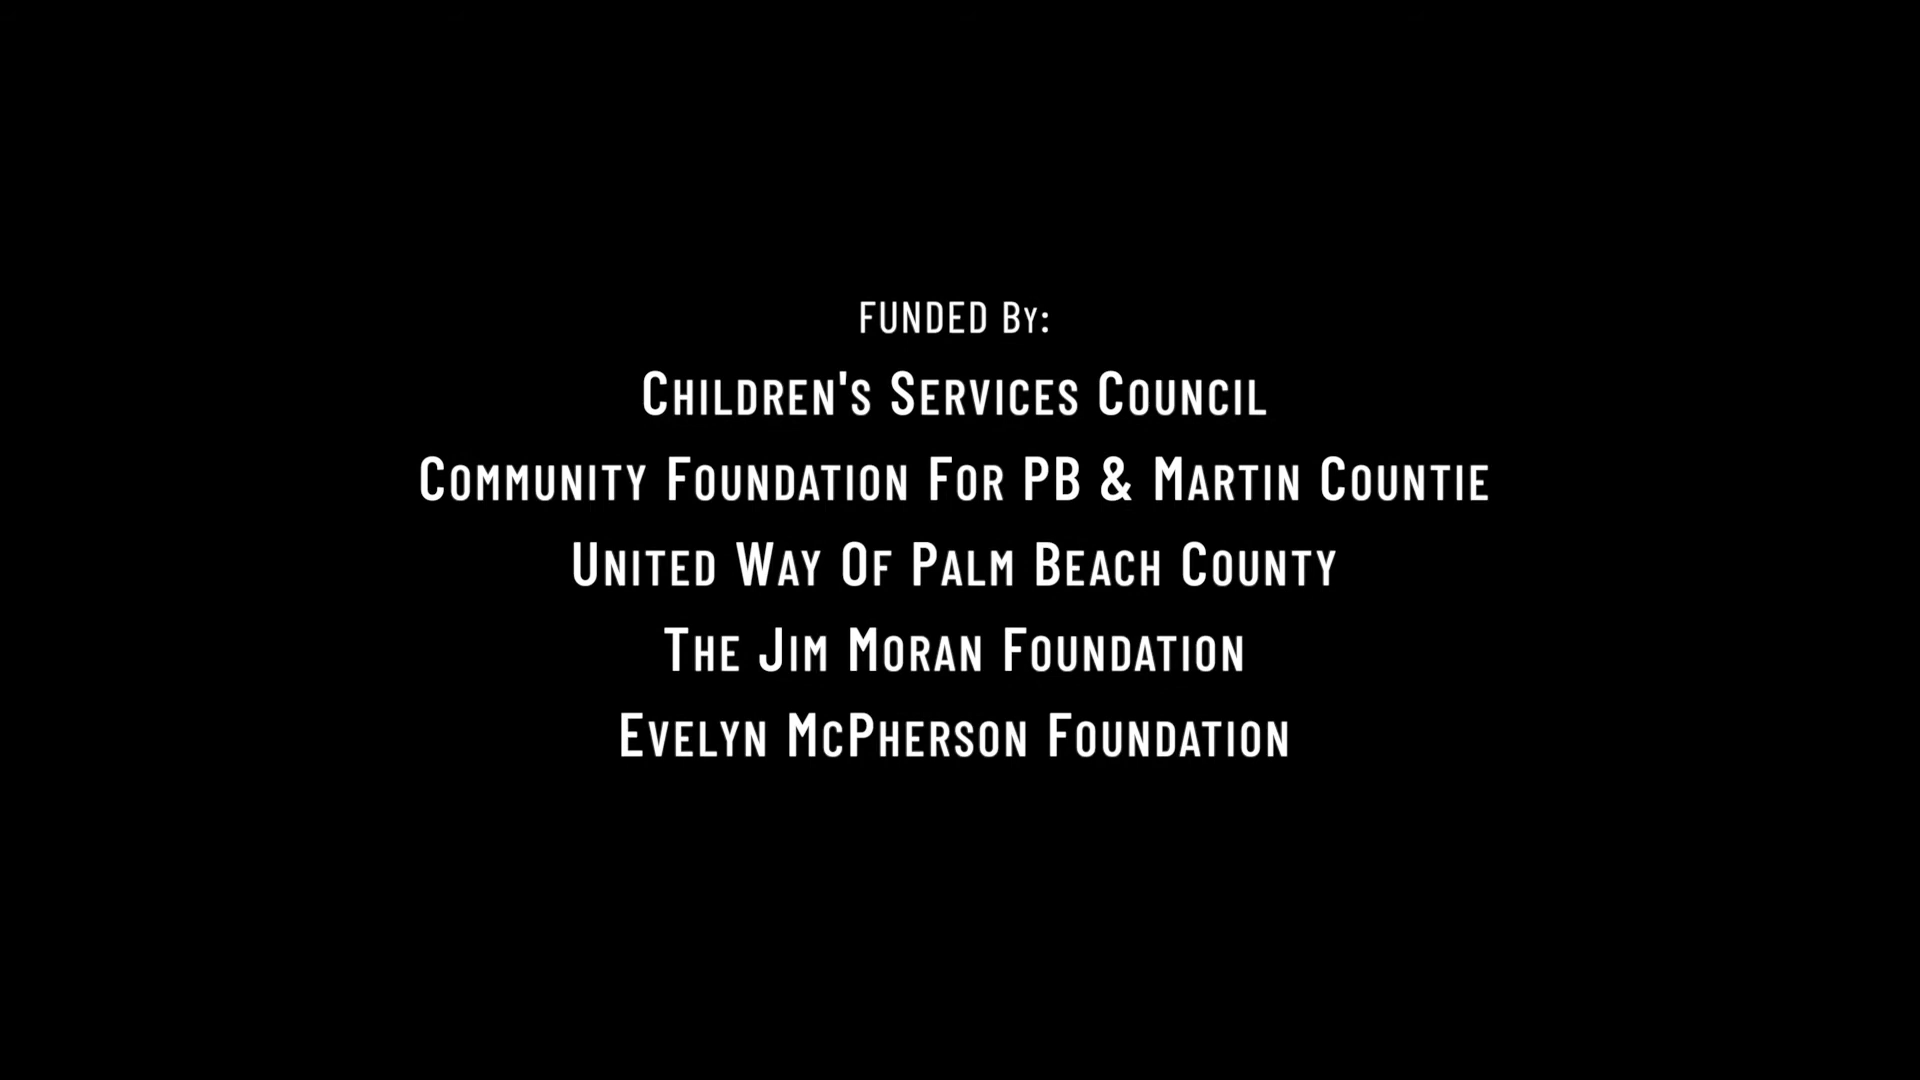 FUNDED By:
Children's Services Council
Community Foundation For PB & Martin Countie
United Way Of Palm Beach County
The Jim Moran Foundation
Evelyn McPherson Foundation